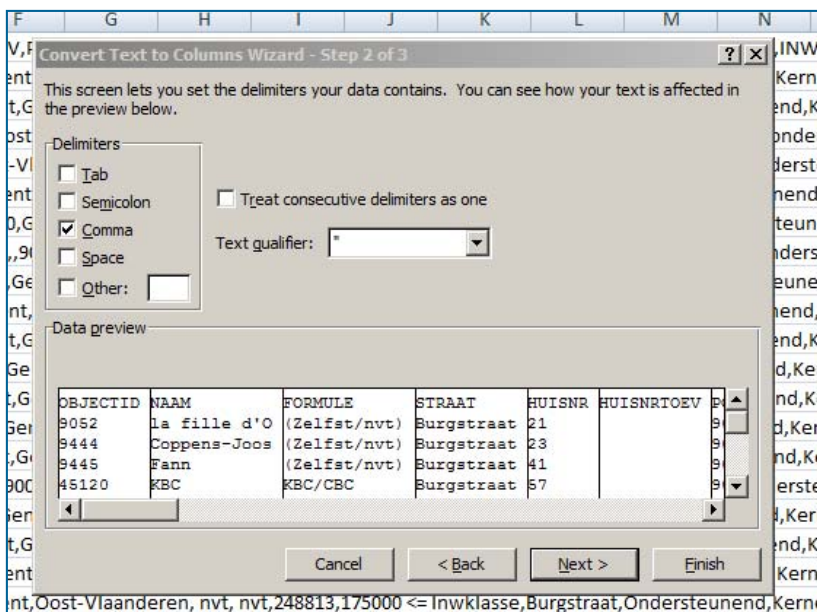 F G H I J K L M N
Convert Text to Columns Wizard - Step 2 of 3
This screen lets you set the delimiters your data contains. You can see how your text is affected in
the preview below.
Delimiters
Tab
Semicolon
Comma
Space
Other:
Treat consecutive delimiters as one
Text qualifier: "
Data preview
OBJECTID NAAM FORMULE STRAAT HUISNR HUISNRTOEV
9052 la fille d'O (Zelfst/nvt) Burgstraat 21
9444 Coppens-Joos (Zelfst/nvt) Burgstraat 23
9445 Fann (Zelfst/nvt) Burgstraat 41
45120 KBC KBC/CBC Burgstraat 57
Cancel < Back Next > Finish
nt,Oost-Vlaanderen, nvt, nvt,248813,175000 <= Inwklasse,Burgstraat,Ondersteunend,Kern